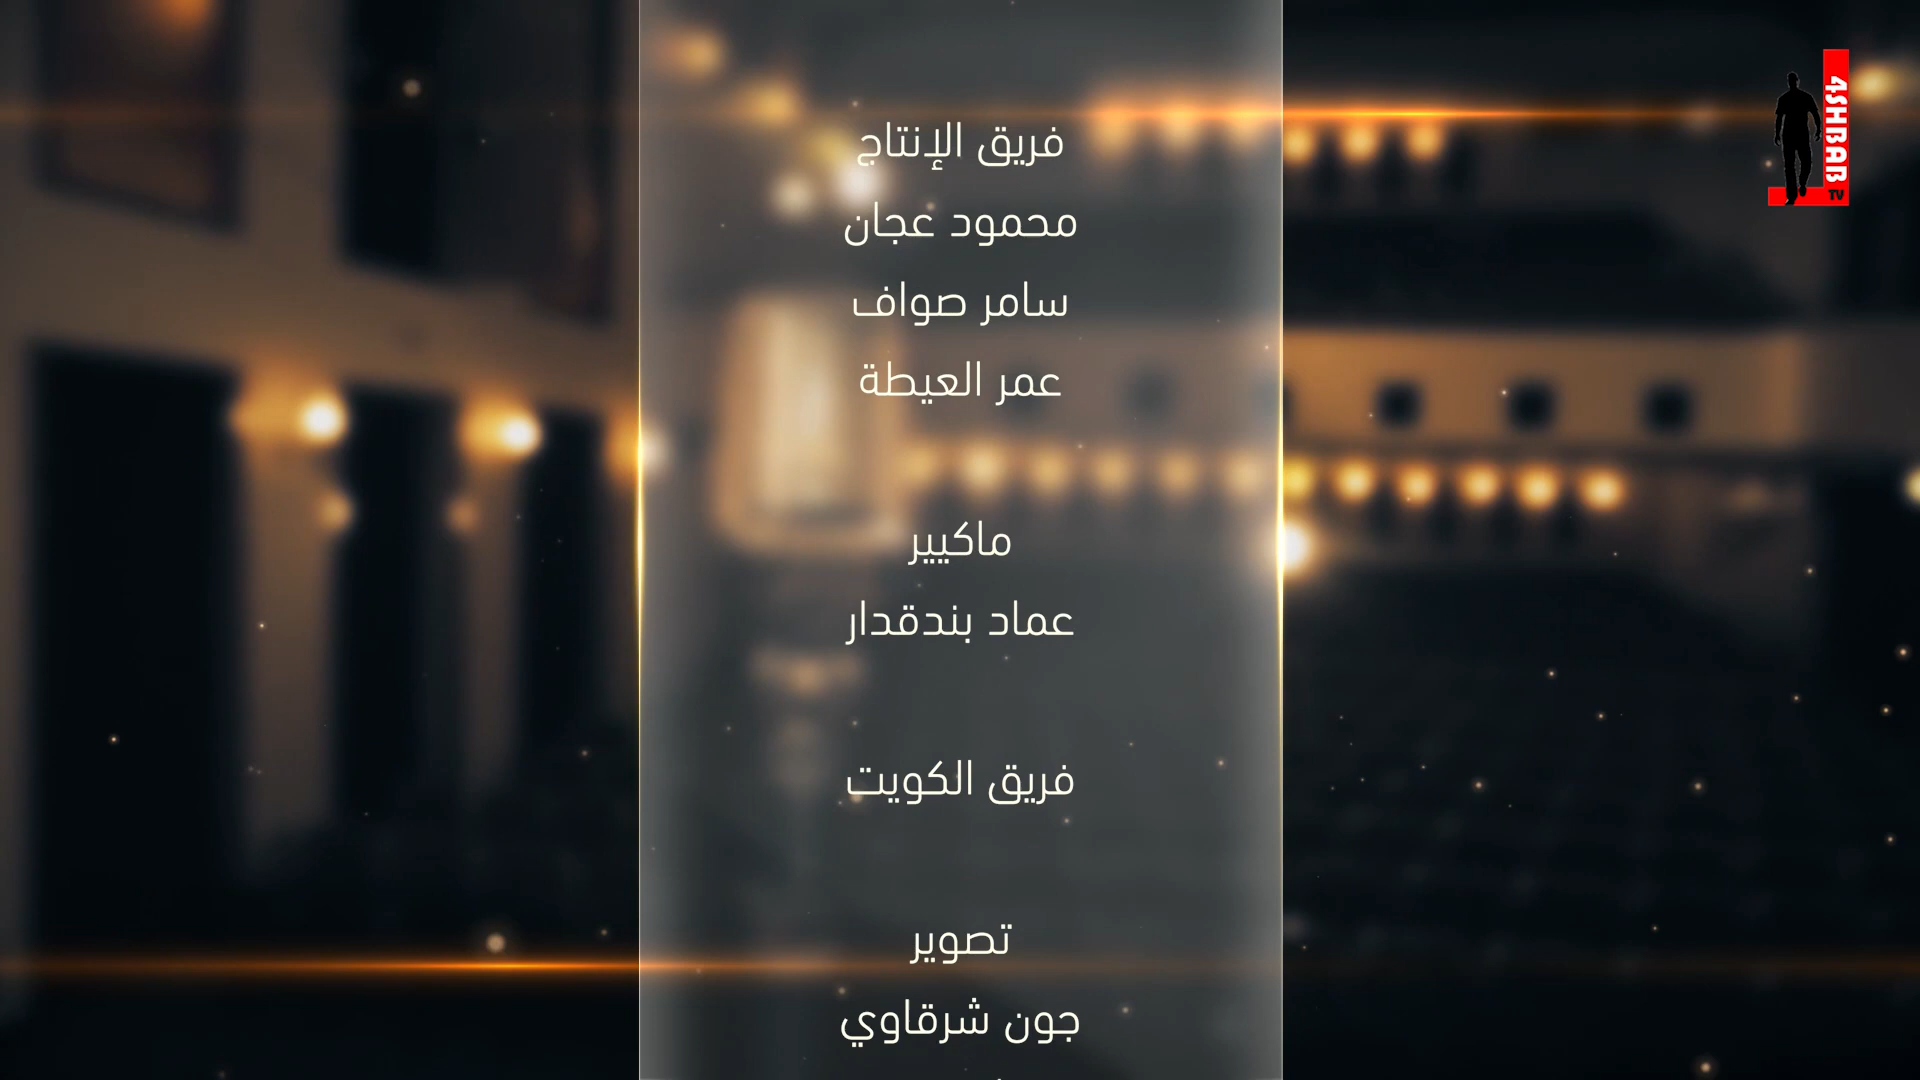 فريق الإنتاج
محمود عجان
سامر صواف
عمر العيطة
ماكيير
عماد بندقدار
فريق الكويت
تصوير
جون شرقاوي
4SHBAB
TV